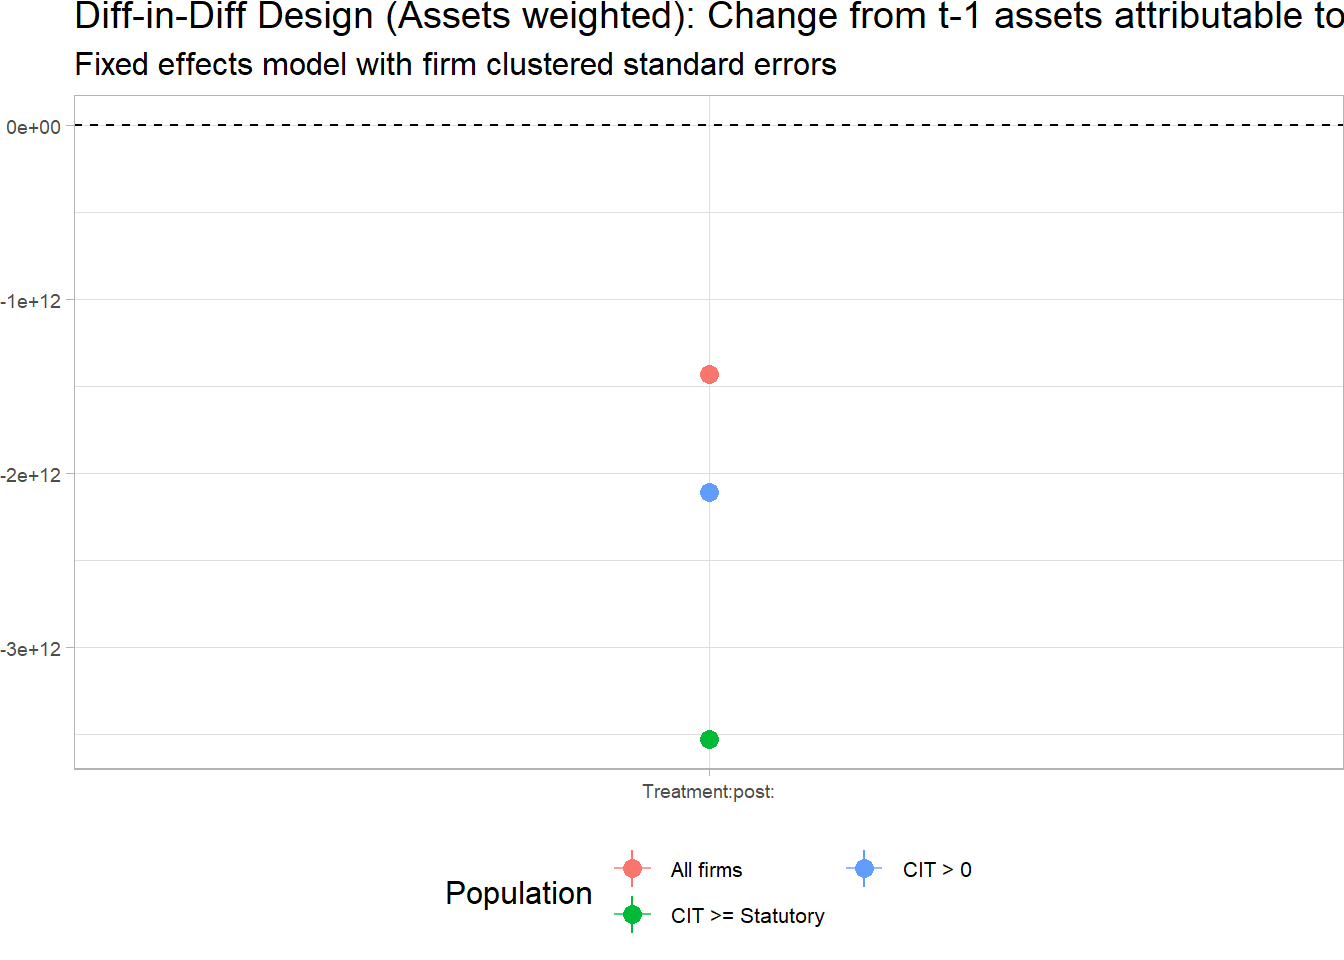 Diff-in-Diff Design (Assets weighted): Change from t-1 assets attributable to
Fixed effects model with firm clustered standard errors
0e+00
-1e+12
-2e+12
-3e+12
Treatment:post:
Population
All firms
CIT > 0
CIT >= Statutory